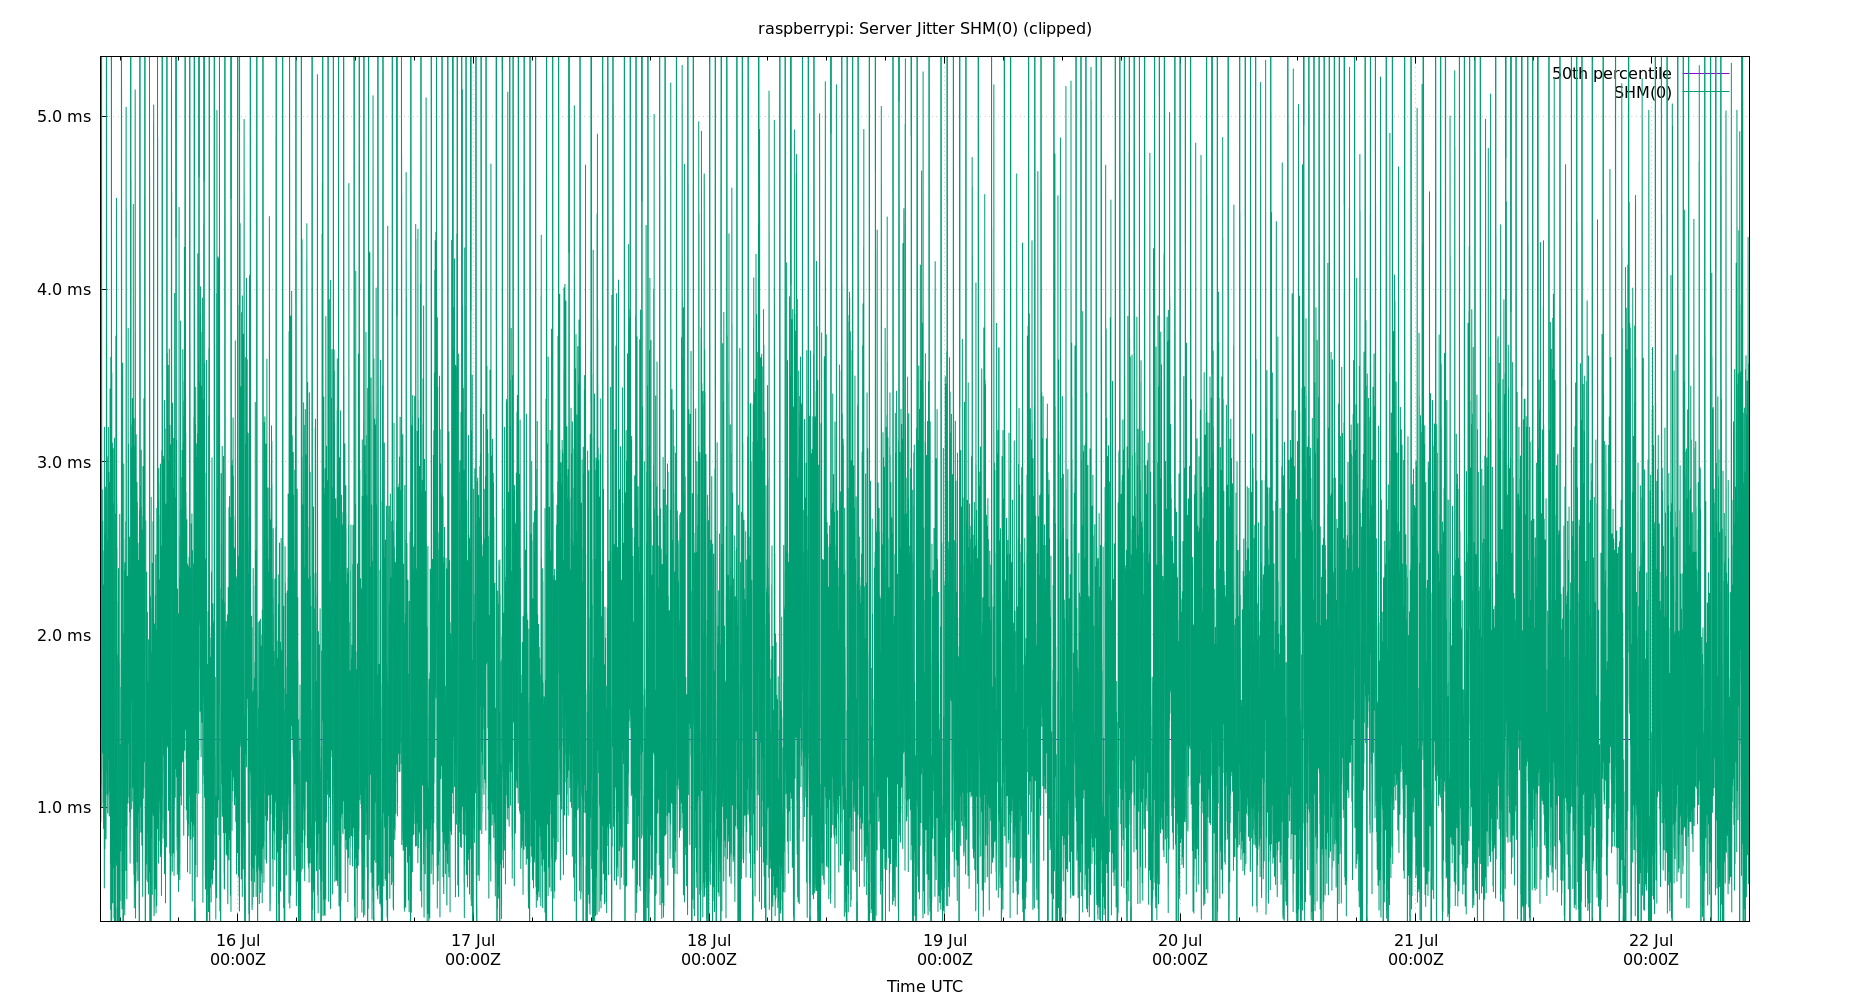 raspberrypi: Server Jitter SHM(0) (clipped)
50th percentile
SHM(0)
5.0 ms
4.0 ms
3.0 ms
2.0 ms
1.0 ms
16 Jul 17 Jul 18 Jul 19 Jul 20 Jul 21 Jul 22 Jul
00:00Z 00:00Z 00:00Z 00:00Z 00:00Z 00:00Z 00:00Z
Time UTC